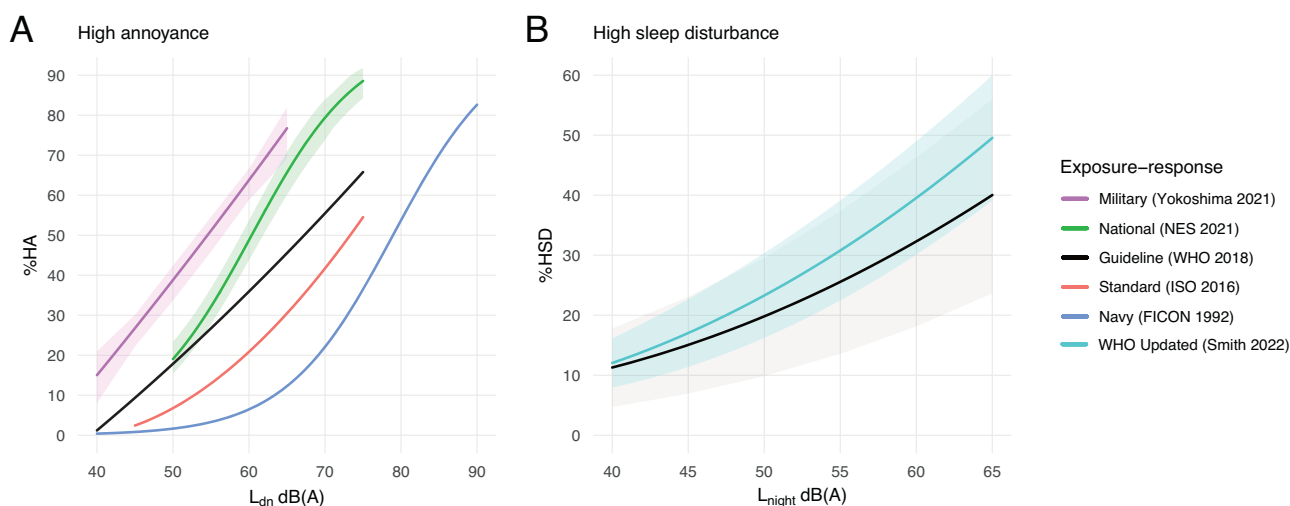 A
High annoyance
%HA
90
80
70
60
50
40
30
20
10
0
40 50 60 70 80 90
Ldn dB(A)
B
High sleep disturbance
%HSD
60
50
40
30
20
10
0
40 45 50 55 60 65
Lnight dB(A)
Exposure−response
Military (Yokoshima 2021)
National (NES 2021)
Guideline (WHO 2018)
Standard (ISO 2016)
Navy (FICON 1992)
WHO Updated (Smith 2022)